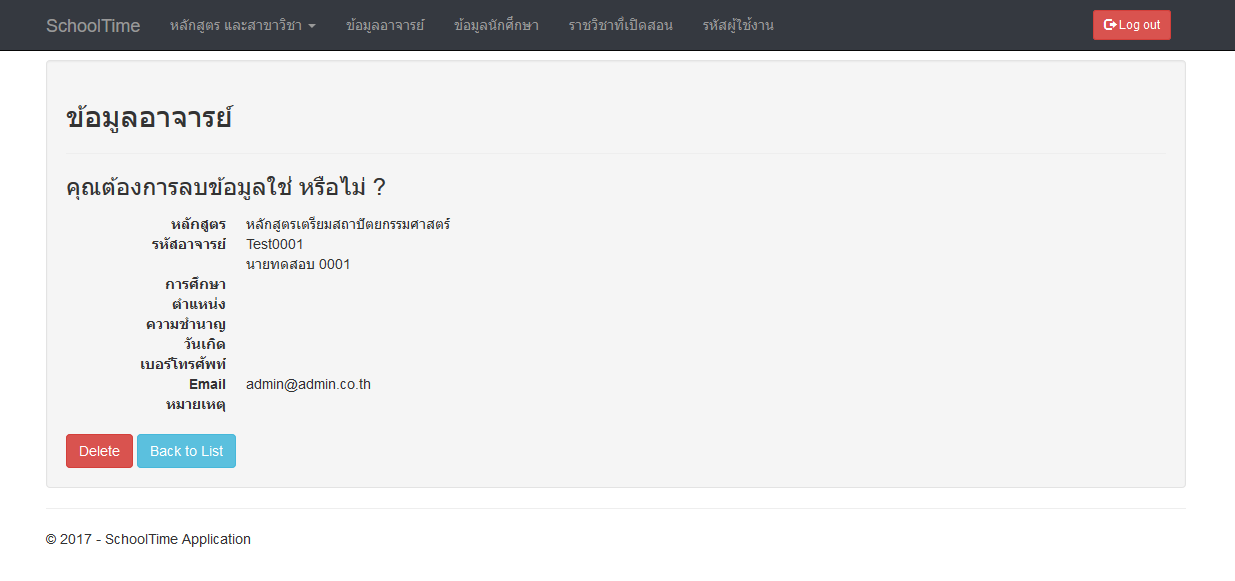 SchoolTime หลักสูตร และสาขาวิชา ข้อมูลอาจารย์ ข้อมูลนักศึกษา ราชวิชาที่เปิดสอน รหัสผู้ใช้งาน Log out
ข้อมูลอาจารย์
คุณต้องการลบข้อมูลใช่ หรือไม่ ?
หลักสูตร หลักสูตรเตรียมสถาปัตยกรรมศาสตร์
รหัสอาจารย์ Test0001
นายทดสอบ 0001
การศึกษา
ตำแหน่ง
ความชำนาญ
วันเกิด
เบอร์โทรศัพท์
Email admin@admin.co.th
หมายเหตุ
Delete Back to List
© 2017 - SchoolTime Application